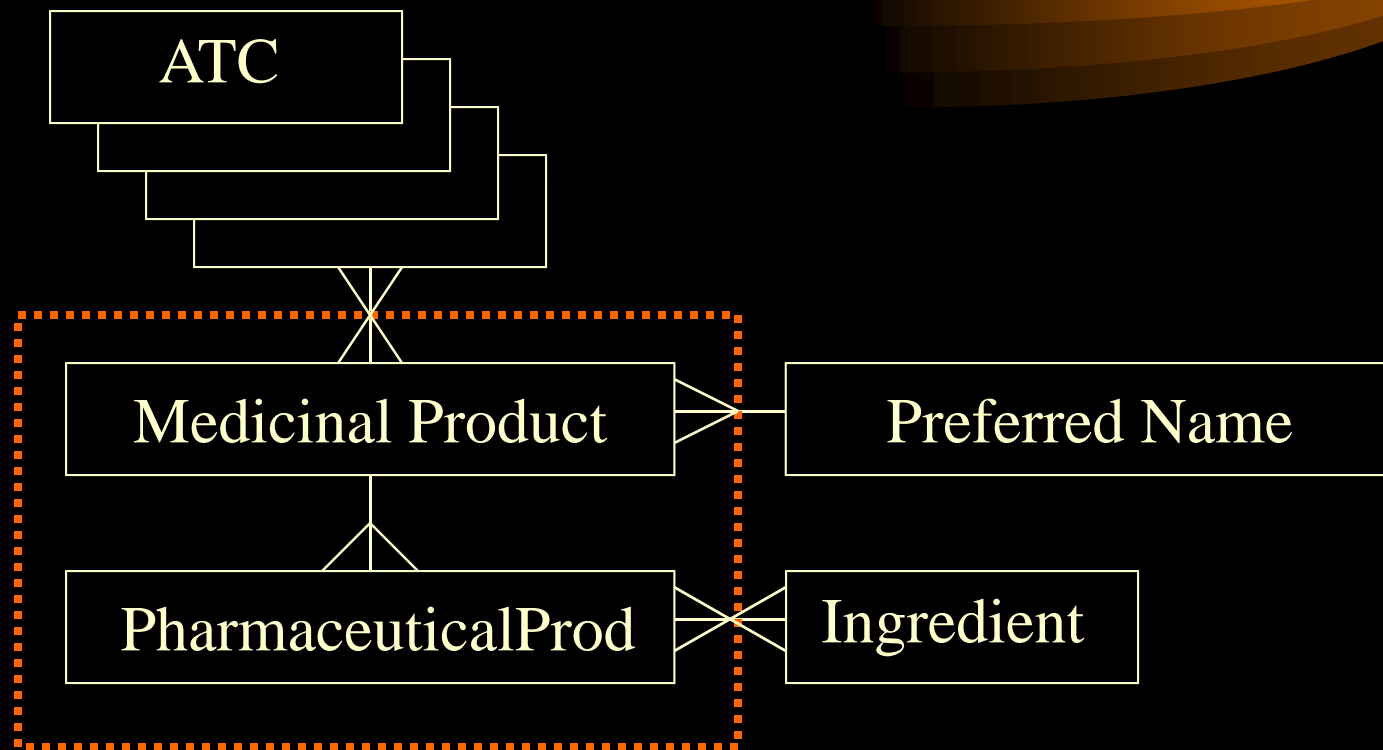 ATC
Medicinal Product
Preferred Name
PharmaceuticalProd
Ingredient